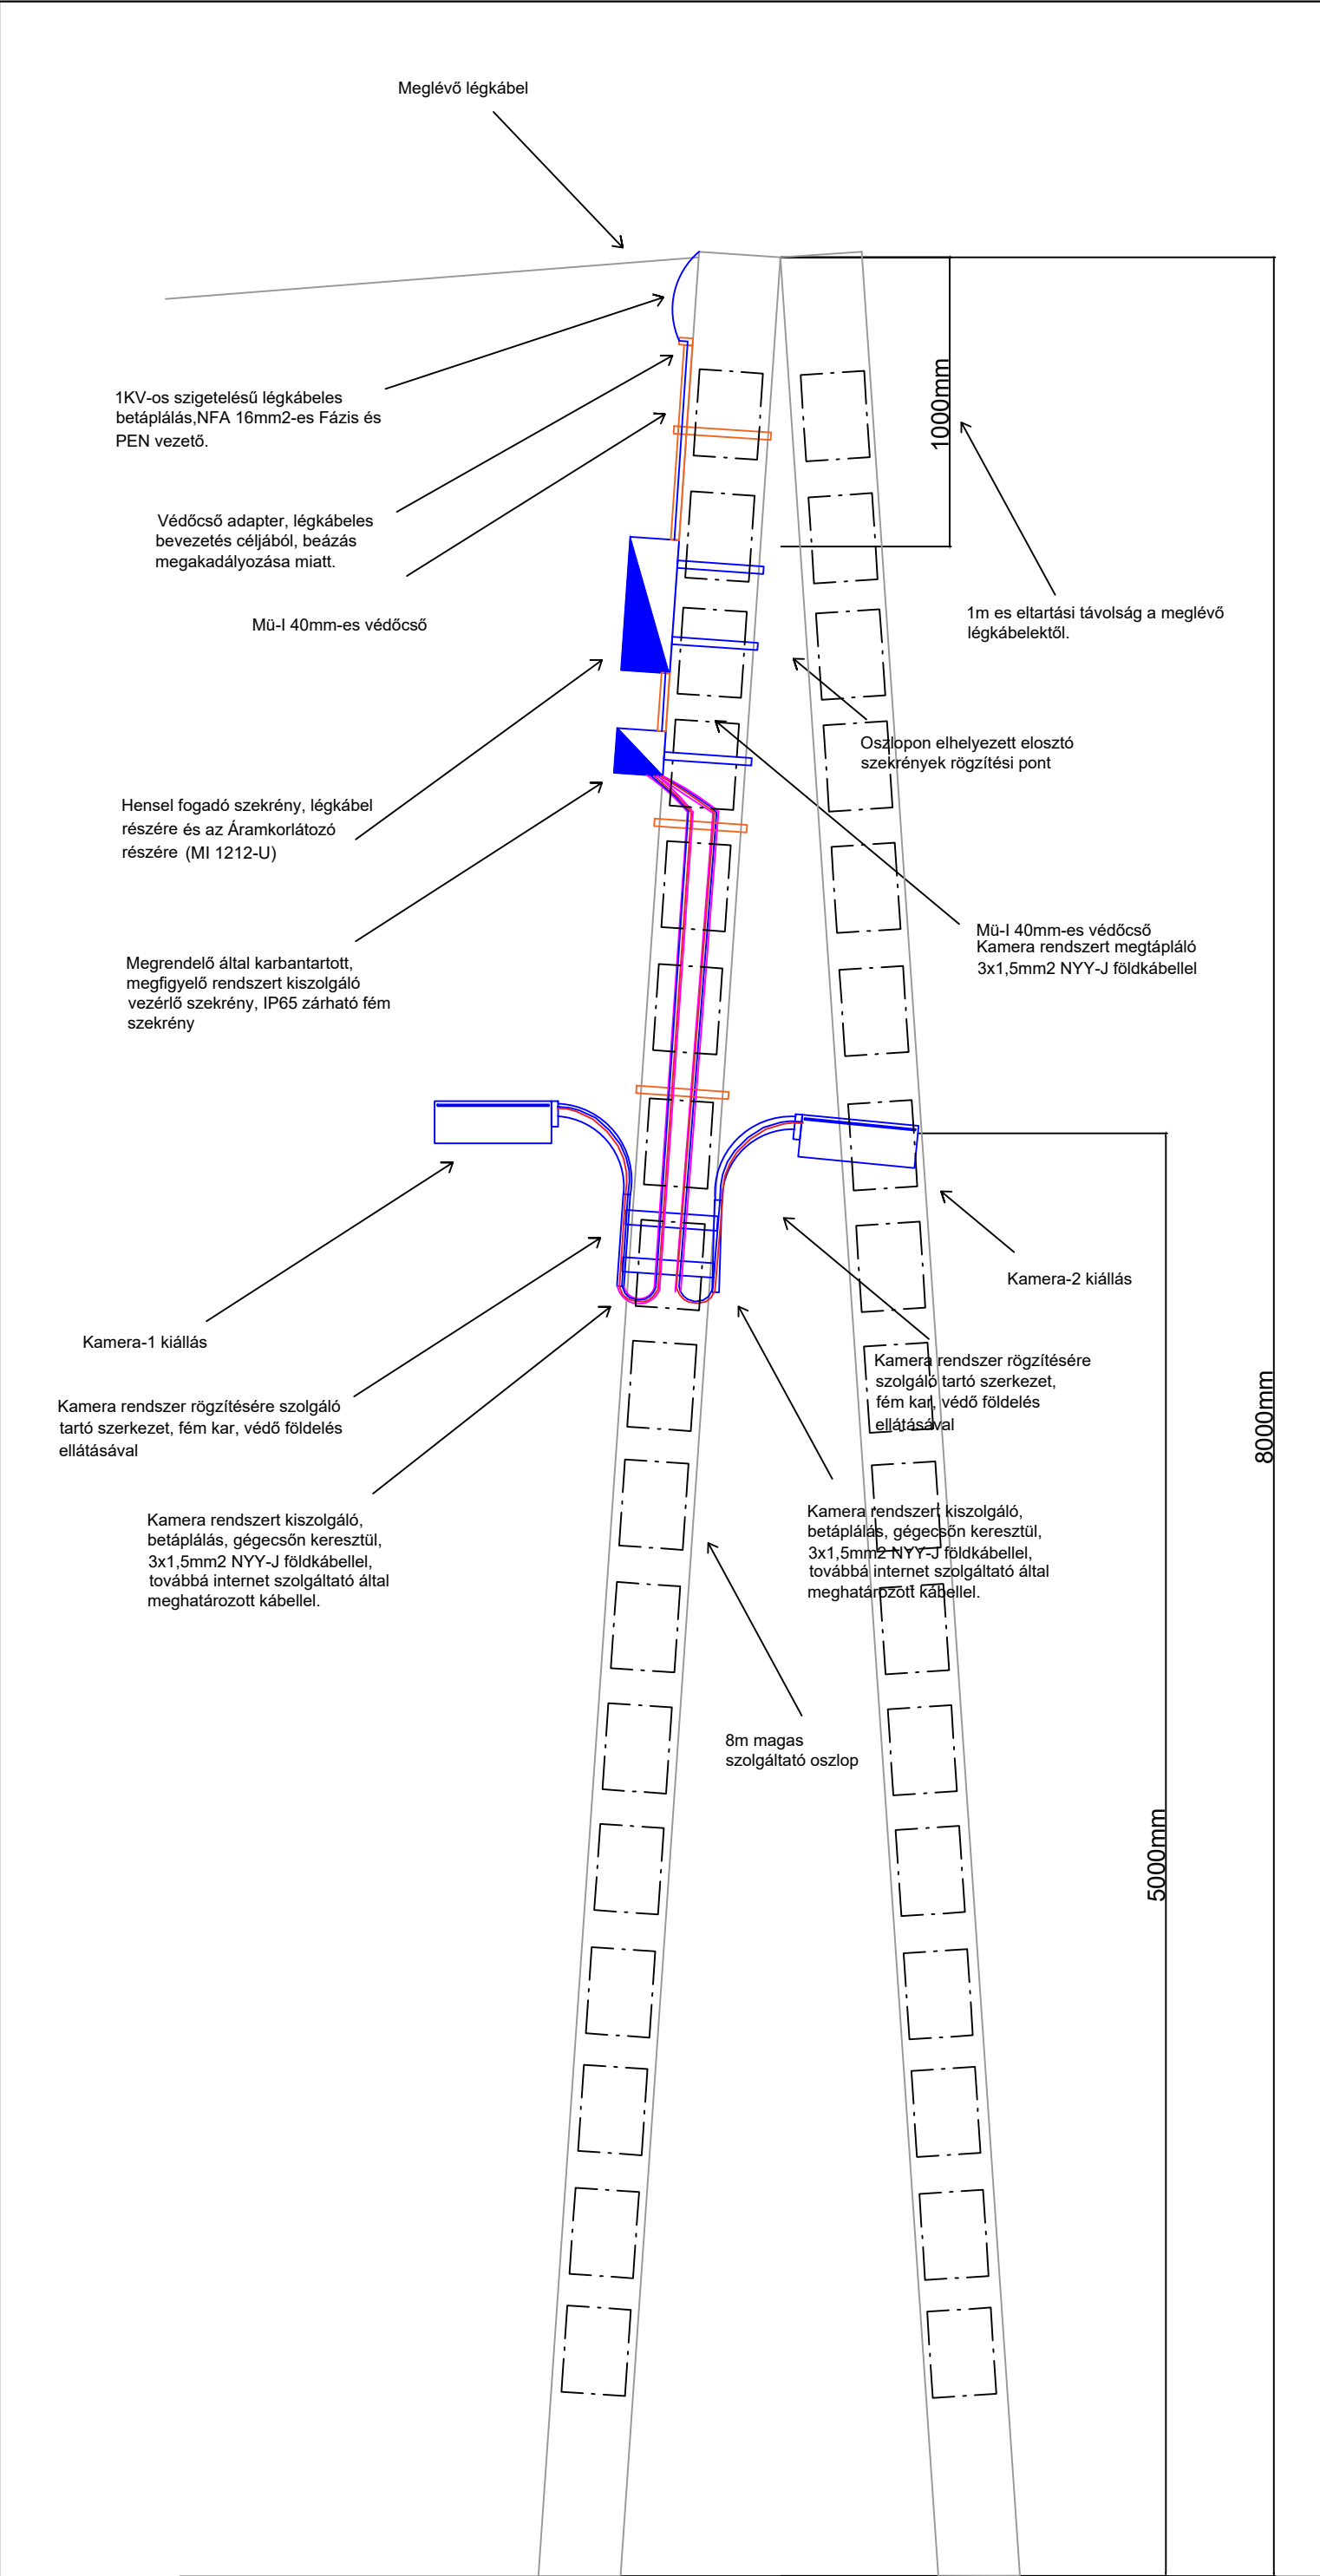 Meglévő légkábel
1KV-os szigetelésű légkábeles
betáplálás,NFA 16mm2-es Fázis és
PEN vezető.
1000mm
Védőcső adapter, légkábeles
bevezetés céljából, beázás
megakadályozása miatt.
Mü-I 40mm-es védőcső
1m es eltartási távolság a meglévő
légkábelektől.
Oszlopon elhelyezett elosztó
szekrények rögzítési pont
Hensel fogadó szekrény, légkábel
részére és az Áramkorlátozó
részére (MI 1212-U)
Mü-I 40mm-es védőcső
Kamera rendszert megtápláló
3x1,5mm2 NYY-J földkábellel
Megrendelő által karbantartott,
megfigyelő rendszert kiszolgáló
vezérlő szekrény, IP65 zárható fém
szekrény
Kamera-2 kiállás
Kamera-1 kiállás
Kamera rendszer rögzítésére
szolgáló tartó szerkezet,
fém kar, védő földelés
ellátásával
Kamera rendszer rögzítésére szolgáló
tartó szerkezet, fém kar, védő földelés
ellátásával
8000mm
Kamera rendszert kiszolgáló,
betáplálás, gégecsőn keresztül,
3x1,5mm2 NYY-J földkábellel,
továbbá internet szolgáltató által
meghatározott kábellel.
Kamera rendszert kiszolgáló,
betáplálás, gégecsőn keresztül,
3x1,5mm2 NYY-J földkábellel,
továbbá internet szolgáltató által
meghatározott kábellel.
8m magas
szolgáltató oszlop
5000mm